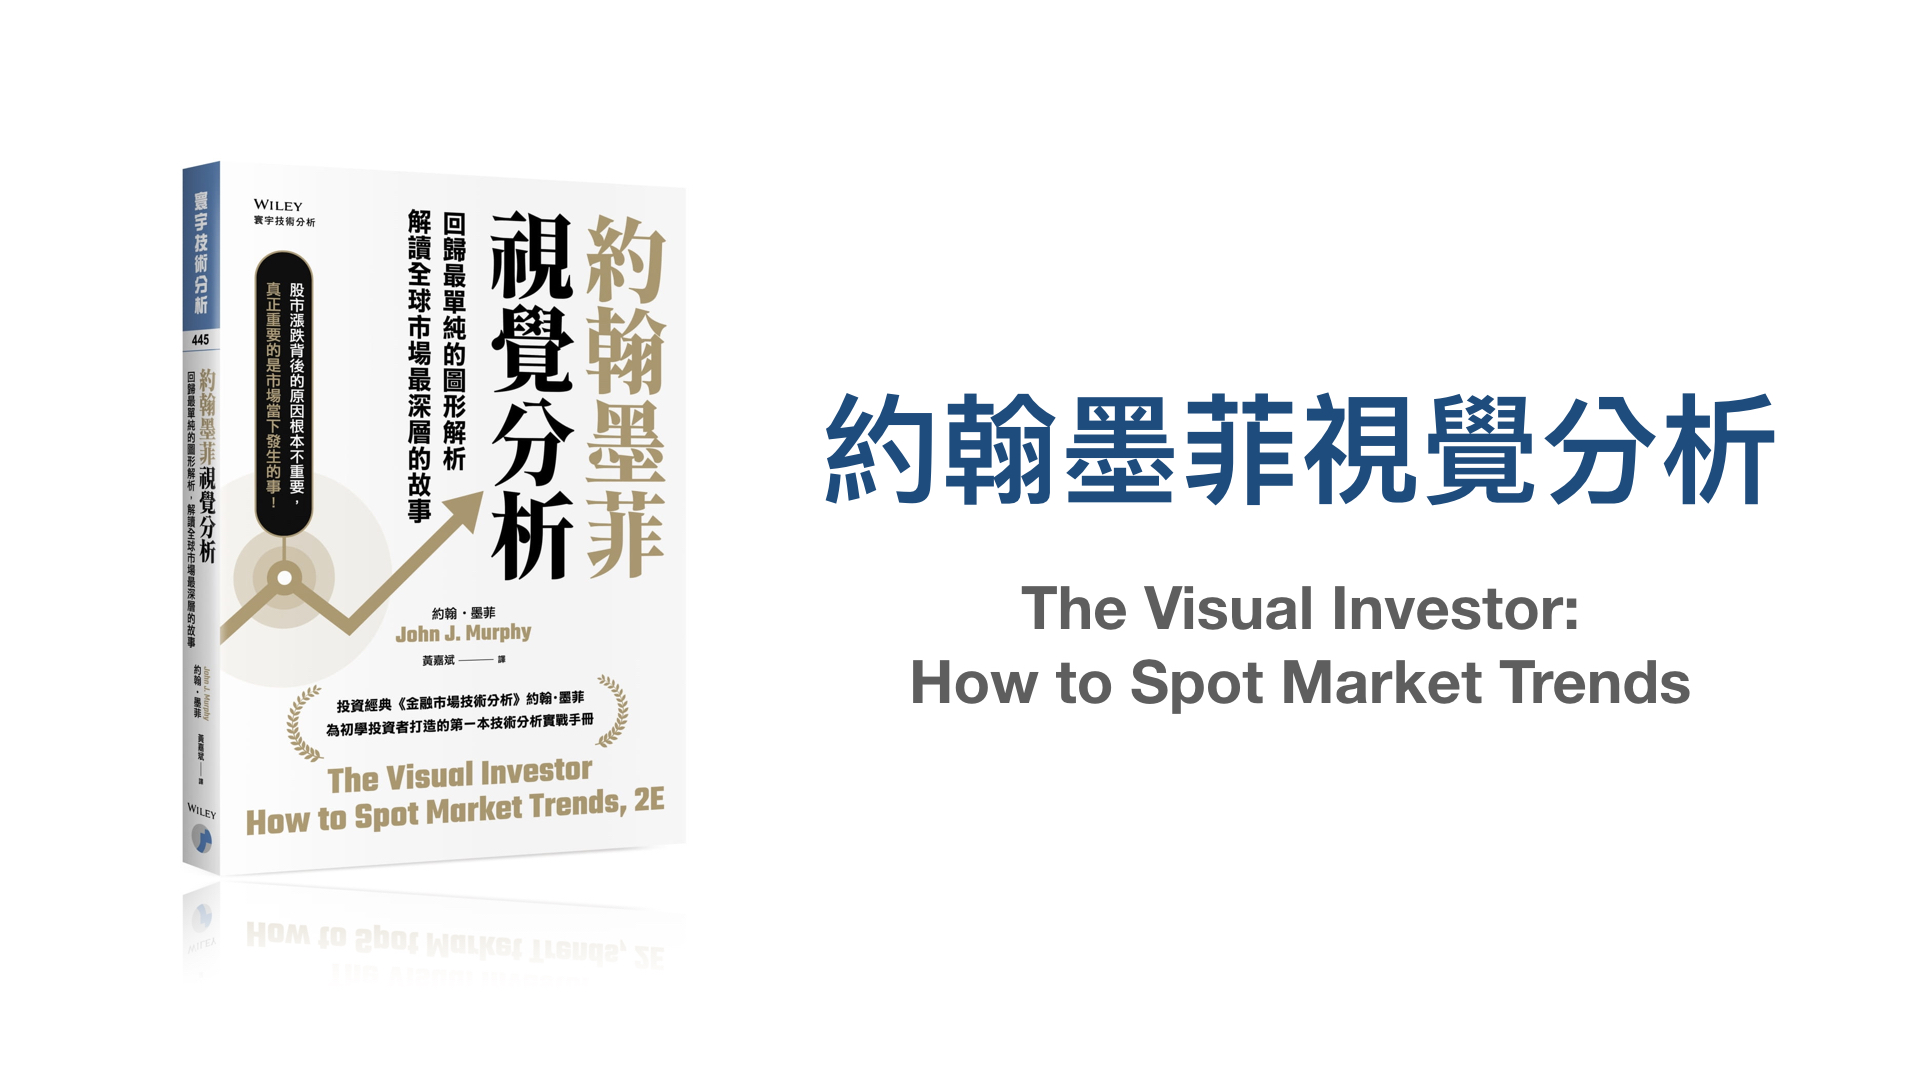 寰宇技術分析
445
約翰墨菲視覺分析
回歸最單純的圖形解析，解讀全球市場最深層的故事
John J. Murphy
約翰・墨菲
黃嘉斌 譯
WILEY
WILEY
寰宇技術分析
約翰墨菲
視覺分析
回歸最單純的圖形解析
解讀全球市場最深層的故事
股市漲跌背後的原因根本不重要，
真正重要的是市場當下發生的事！
約翰・墨菲
John J. Murphy
黃嘉斌 譯
投資經典《金融市場技術分析》約翰・墨菲
為初學投資者打造的第一本技術分析實戰手冊
The Visual Investor
How to Spot Market Trends, 2E
約翰墨菲視覺分析
The Visual Investor:
How to Spot Market Trends